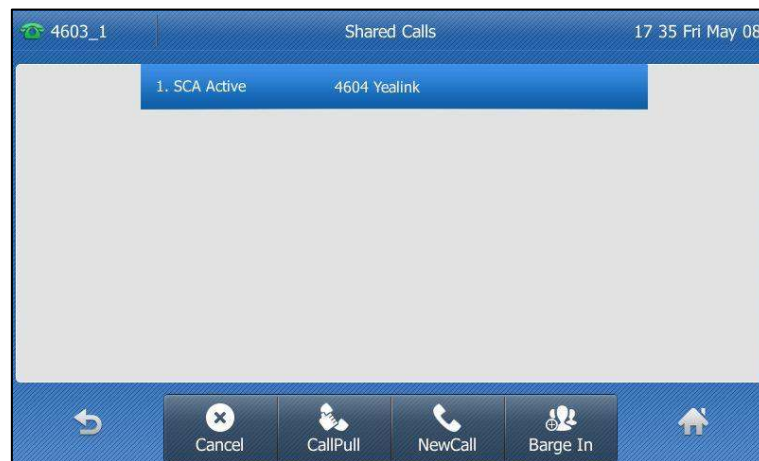 4603_1 Shared Calls 17 35 Fri May 08
1. SCA Active 4604 Yealink
Cancel CallPull NewCall Barge In